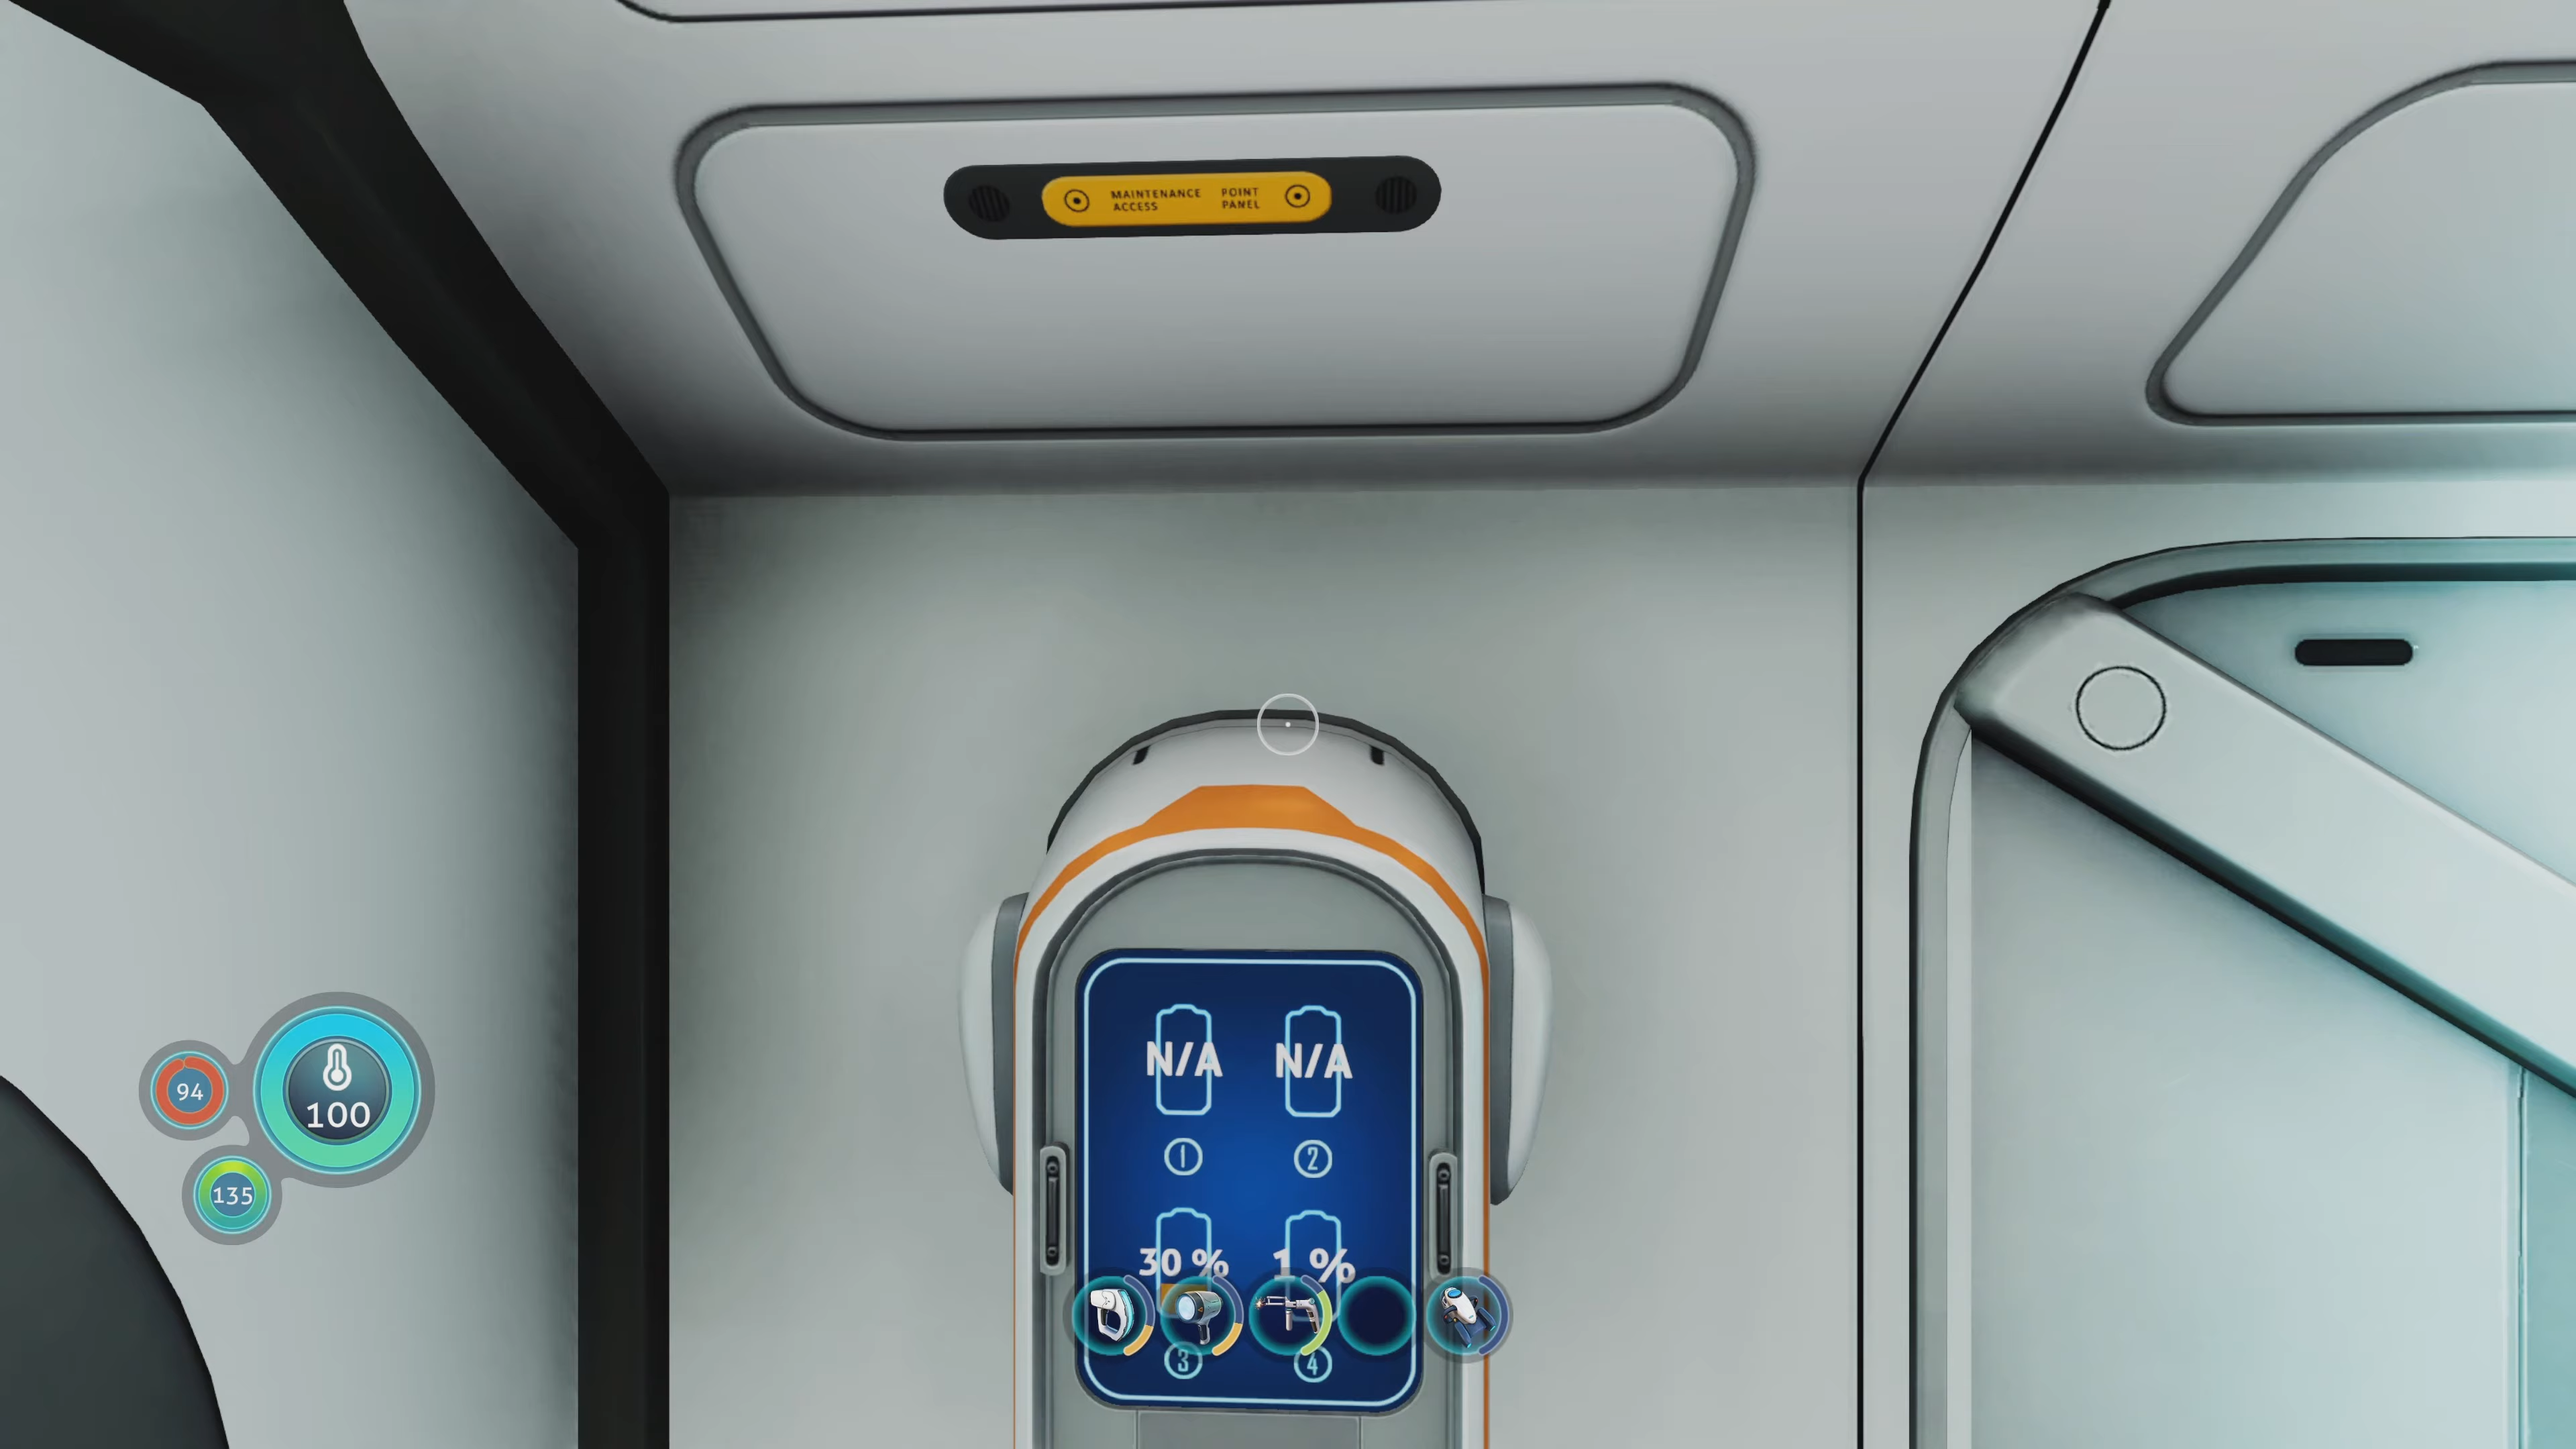 MAINTENANCE POINT
ACCESS PANEL
N/A N/A
1 2
94
100
135
30 % 1 %
3 4